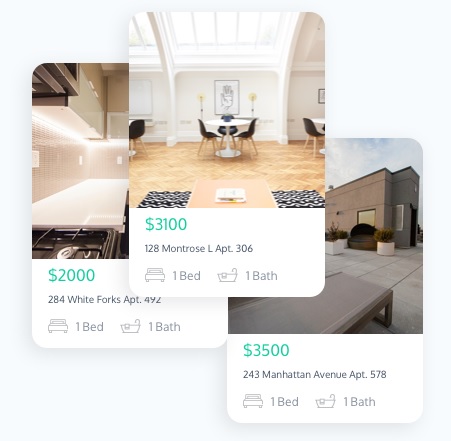 $3100
128 Montrose L Apt. 306
1 Bed 1 Bath
$2000
284 White Forks Apt. 492
1 Bed 1 Bath
$3500
243 Manhattan Avenue Apt. 578
1 Bed 1 Bath